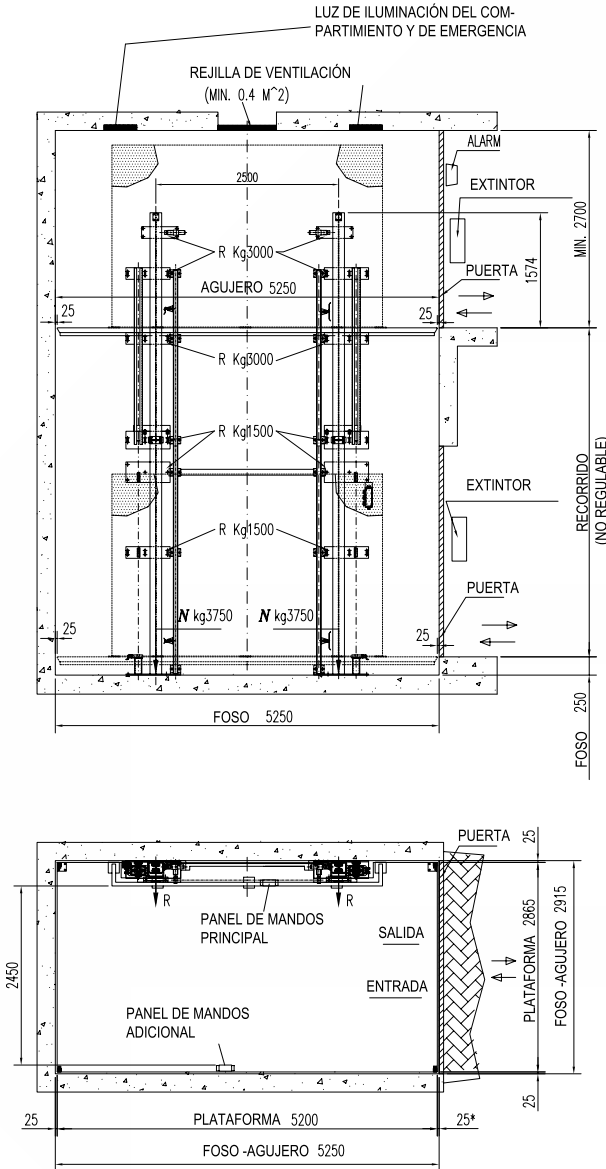 LUZ DE ILUMINACIÓN DEL COM-
PARTIMIENTO Y DE EMERGENCIA
REJILLA DE VENTILACIÓN
(MIN. 0.4 M^2)
ALARM
2500
EXTINTOR
MIN. 2700
1574
R Kg3000
PUERTA
AGUJERO 5250
25
25
R Kg3000
R Kg1500
RECORRIDO
(NO REGULABLE)
EXTINTOR
R Kg1500
PUERTA
N kg3750
N kg3750
25
25
FOSO 5250
FOSO 250
PUERTA
25
R
R
PANEL DE MANDOS
PRINCIPAL
SALIDA
2450
PLATAFORMA 2865
FOSO -AGUJERO 2915
ENTRADA
PANEL DE MANDOS
ADICIONAL
25
25
PLATAFORMA 5200
25*
FOSO -AGUJERO 5250